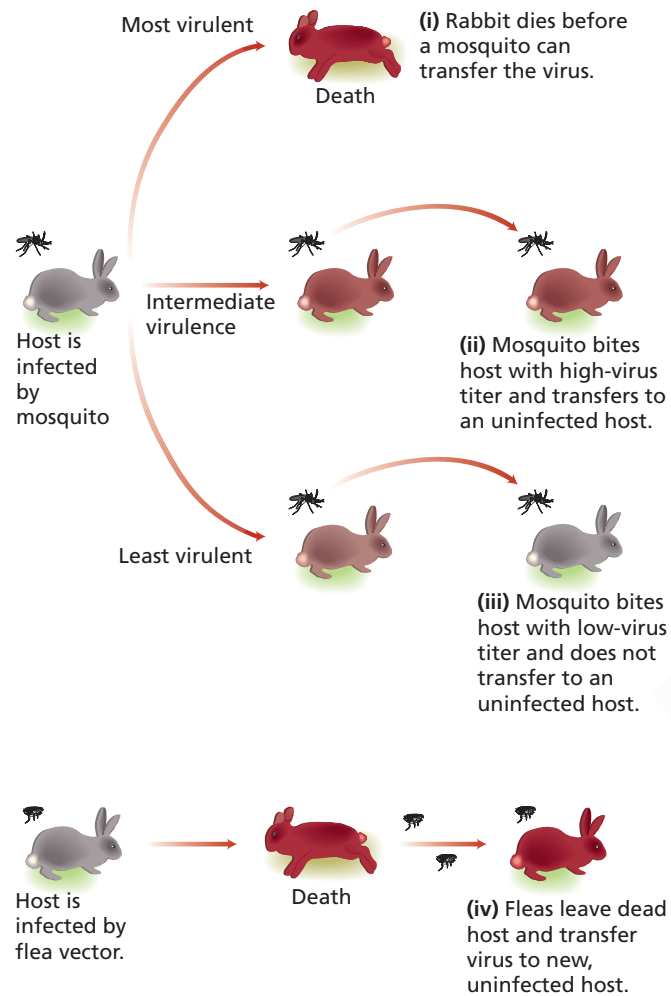 Most virulent
(i) Rabbit dies before
a mosquito can
transfer the virus.
Death
Host is
infected
by
mosquito
Intermediate
virulence
(ii) Mosquito bites
host with high-virus
titer and transfers to
an uninfected host.
Least virulent
(iii) Mosquito bites
host with low-virus
titer and does not
transfer to an
uninfected host.
Host is
infected by
flea vector.
Death
(iv) Fleas leave dead
host and transfer
virus to new,
uninfected host.